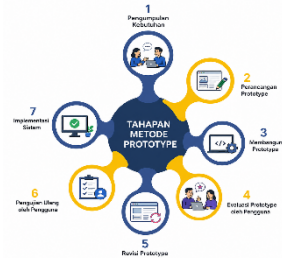 1
Pengumpulan
Kebutuhan
2
Perancangan
Prototype
3
Membangun
Prototype
4
Evaluasi Prototype
oleh Pengguna
5
Revisi Prototype
6
Pengujian Ulang
oleh Pengguna
7
Implementasi
Sistem
TAHAPAN
METODE
PROTOTYPE